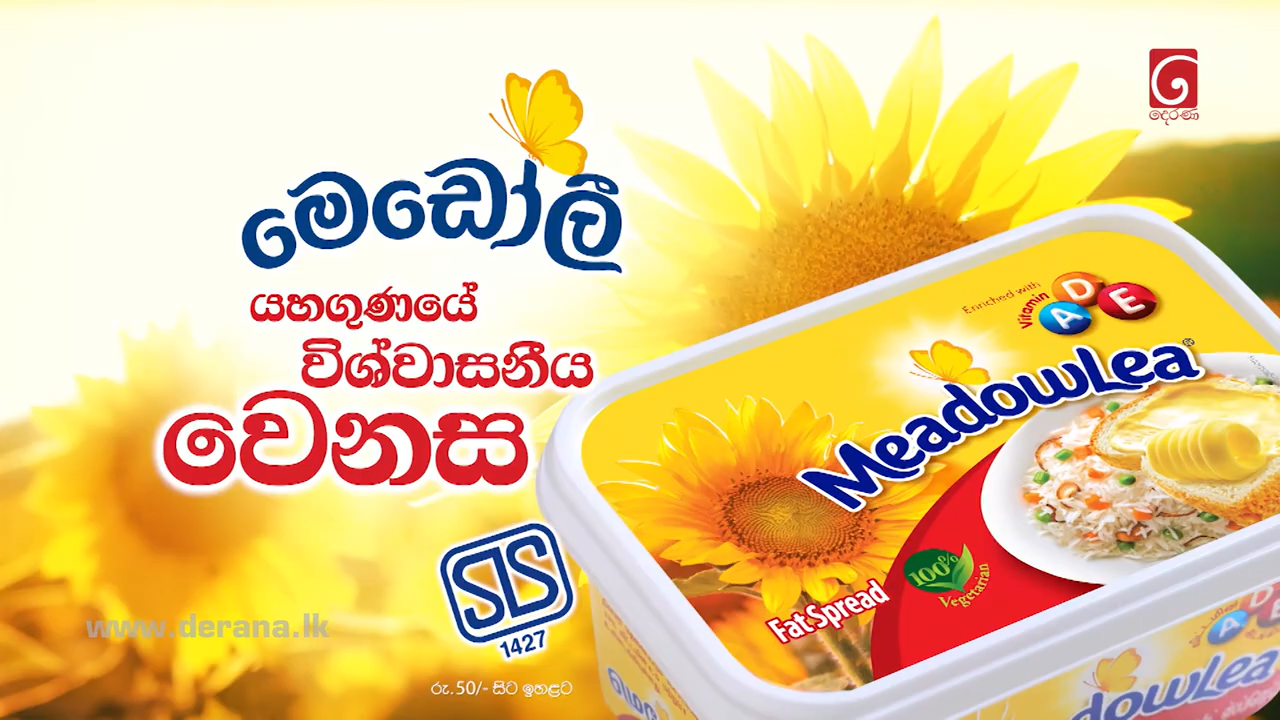 දෙරණ
මෙඩෝලී
යහගුණයේ
විශ්වාසනීය
වෙනස
SLS
1427
www.derana.lk
රු. 50/- සිට ඉහළට
Enriched with
Vitamin
A D E
MeadowLea®
100%
Vegetarian
Fat Spread
A
dowLea